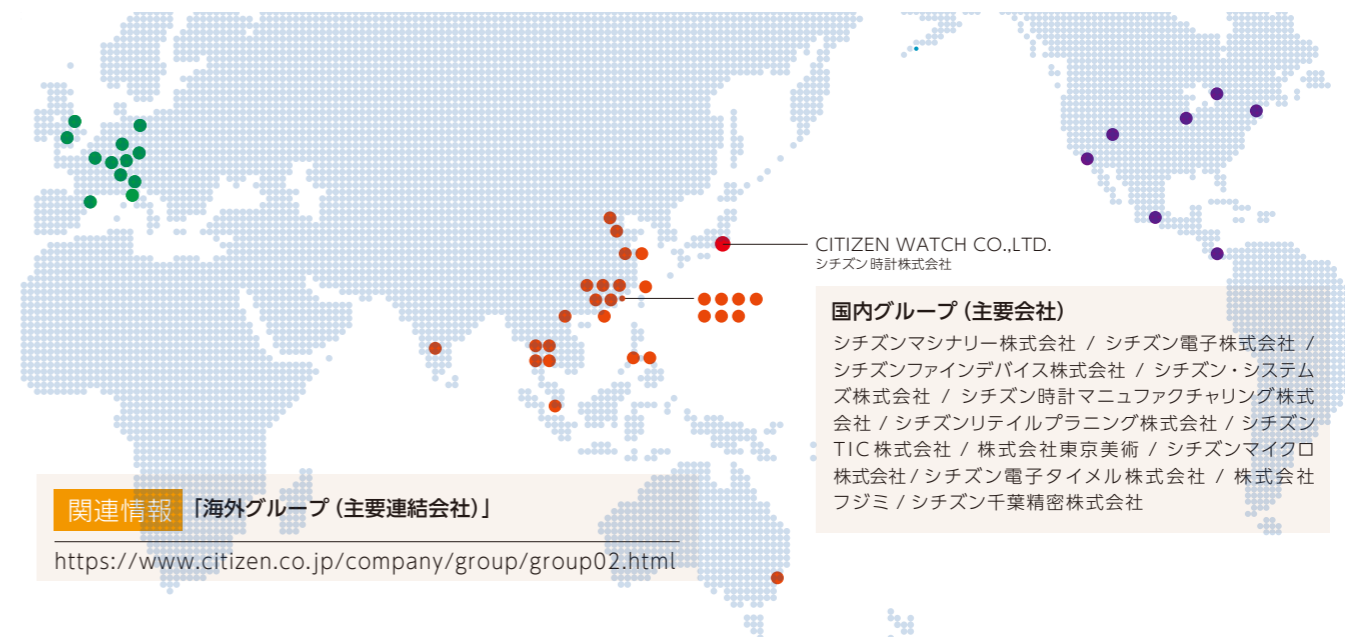 CITIZEN WATCH CO.,LTD.
シチズン時計株式会社
国内グループ（主要会社）
シチズンマシナリー株式会社 / シチズン電子株式会社 /
シチズンファインデバイス株式会社 / シチズン・システム
ズ株式会社 / シチズン時計マニュファクチャリング株式
会社 / シチズンリテイルプラニング株式会社 / シチズン
TIC株式会社 / 株式会社東京美術 / シチズンマイクロ
株式会社 / シチズン電子タイメル株式会社 / 株式会社
フジミ / シチズン千葉精密株式会社
関連情報 「海外グループ（主要連結会社）」
https://www.citizen.co.jp/company/group/group02.html